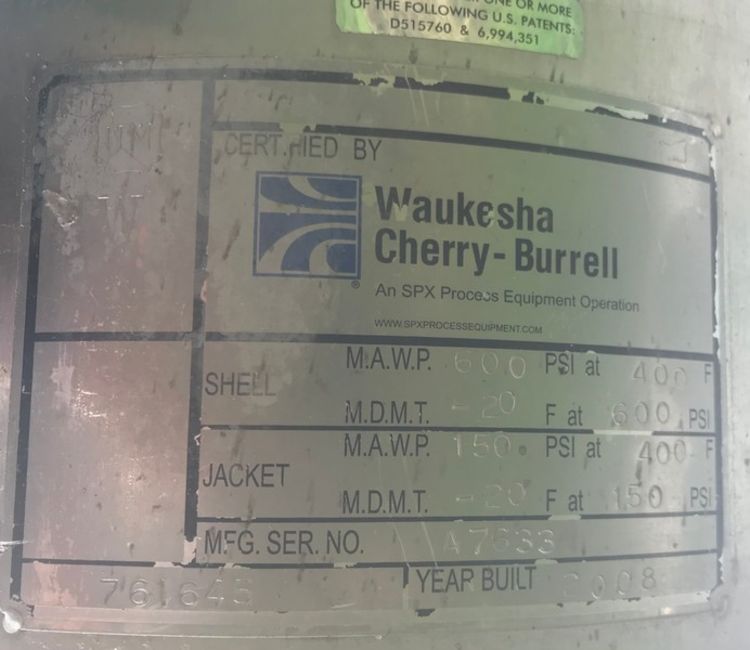 OF THE FOLLOWING U.S. PATENTS:
D515760 & 6,994,351
CERTIFIED BY
Waukesha
Cherry-Burrell
®
An SPX Process Equipment Operation
WWW.SPXPROCESSEQUIPMENT.COM
SHELL
M.A.W.P. 600 PSI at 400 F
M.D.M.T. -20 F at 600 PSI
JACKET
M.A.W.P. 150 PSI at 400 F
M.D.M.T. -20 F at 150 PSI
MFG. SER. NO. A7633
761645 YEAR BUILT 2008